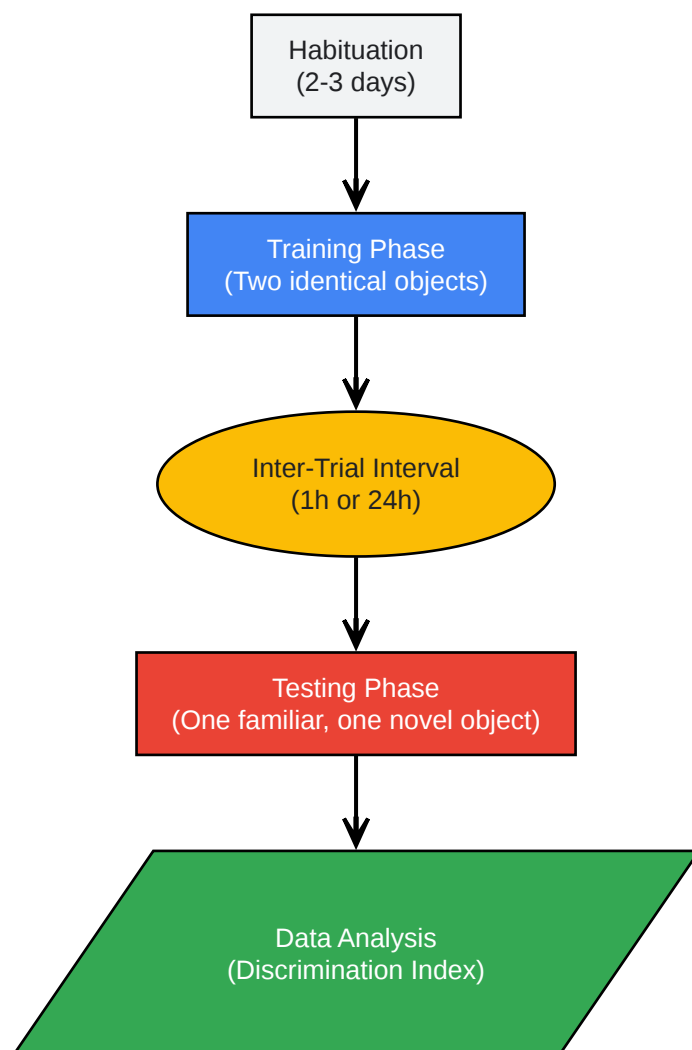 Habituation
(2-3 days)
Training Phase
(Two identical objects)
Inter-Trial Interval
(1h or 24h)
Testing Phase
(One familiar, one novel object)
Data Analysis
(Discrimination Index)